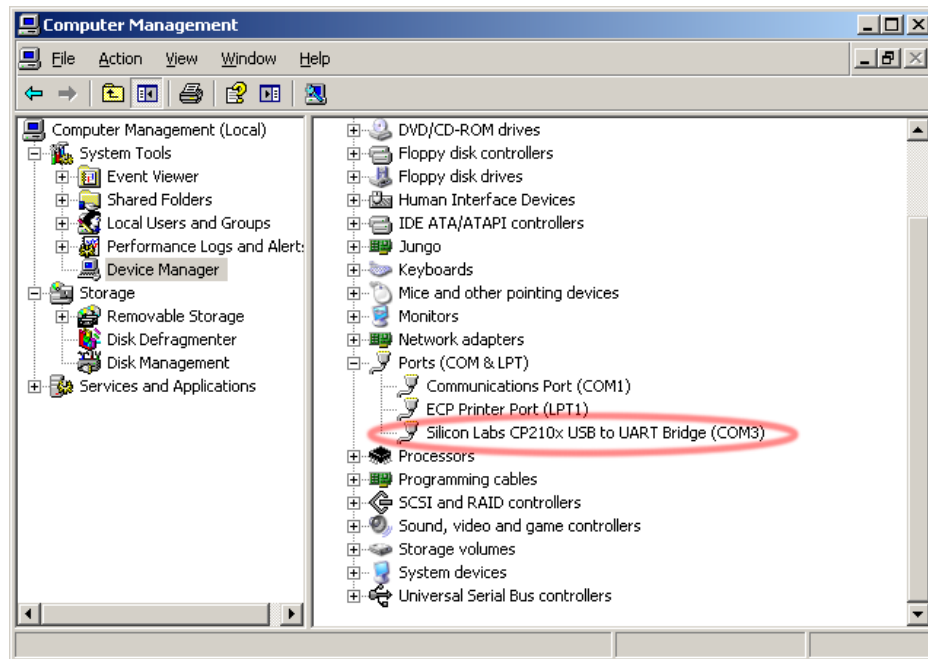 Computer Management
File Action View Window Help
Computer Management (Local)
System Tools
Event Viewer
Shared Folders
Local Users and Groups
Performance Logs and Alert:
Device Manager
Storage
Removable Storage
Disk Defragmenter
Disk Management
Services and Applications
DVD/CD-ROM drives
Floppy disk controllers
Floppy disk drives
Human Interface Devices
IDE ATA/ATAPI controllers
Jungo
Keyboards
Mice and other pointing devices
Monitors
Network adapters
Ports (COM & LPT)
Communications Port (COM1)
ECP Printer Port (LPT1)
Silicon Labs CP210x USB to UART Bridge (COM3)
Processors
Programming cables
SCSI and RAID controllers
Sound, video and game controllers
Storage volumes
System devices
Universal Serial Bus controllers